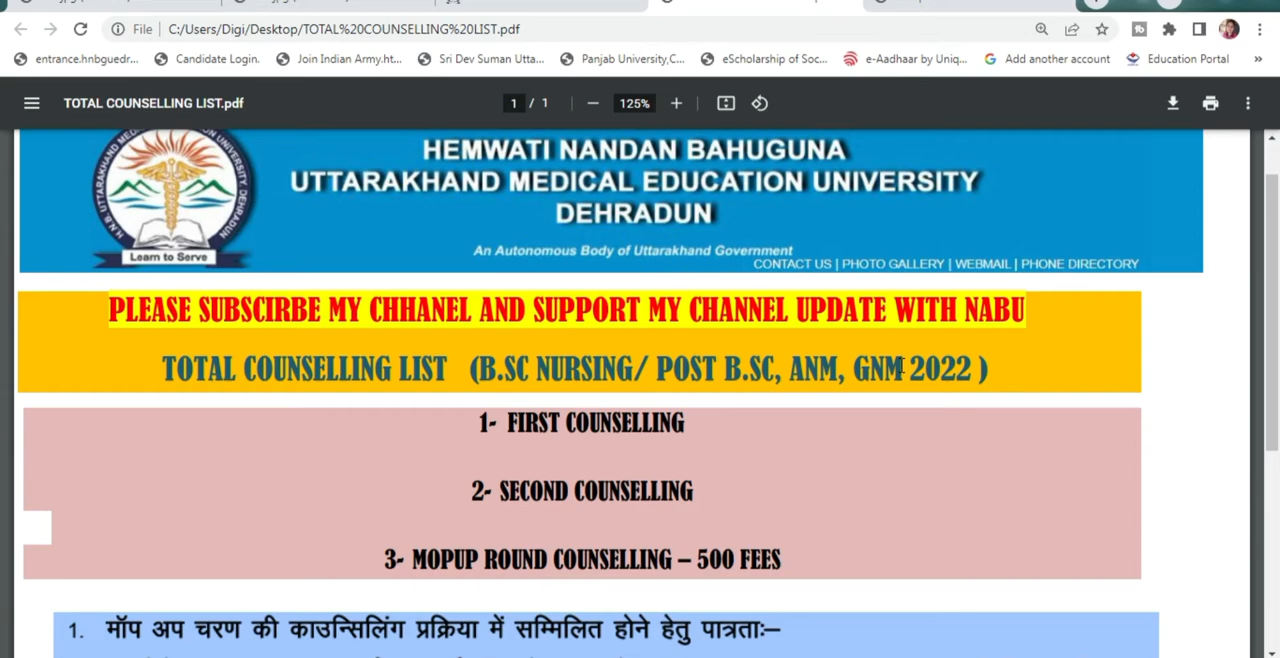 File
C:/Users/Digi/Desktop/TOTAL%20COUNSELLING%20LIST.pdf
entrance.hnbguedr...
Candidate Login.
Join Indian Army.ht...
Sri Dev Suman Utta...
Panjab University,C...
eScholarship of Soc...
e-Aadhaar by Uniq...
Add another account
Education Portal
»
TOTAL COUNSELLING LIST.pdf
1 / 1
125%
HEMWATI NANDAN BAHUGUNA
UTTARAKHAND MEDICAL EDUCATION UNIVERSITY
DEHRADUN
An Autonomous Body of Uttarakhand Government
CONTACT US | PHOTO GALLERY | WEBMAIL | PHONE DIRECTORY
H.N.B. UTTARAKHAND MEDICAL EDUCATION UNIVERSITY, DEHRADUN
Learn to Serve
PLEASE SUBSCIRBE MY CHHANEL AND SUPPORT MY CHANNEL UPDATE WITH NABU
TOTAL COUNSELLING LIST (B.SC NURSING/ POST B.SC, ANM, GNM 2022 )
1- FIRST COUNSELLING
2- SECOND COUNSELLING
3- MOPUP ROUND COUNSELLING – 500 FEES
1. मॉप अप चरण की काउन्सिलिंग प्रक्रिया में सम्मिलित होने हेतु पात्रताः–